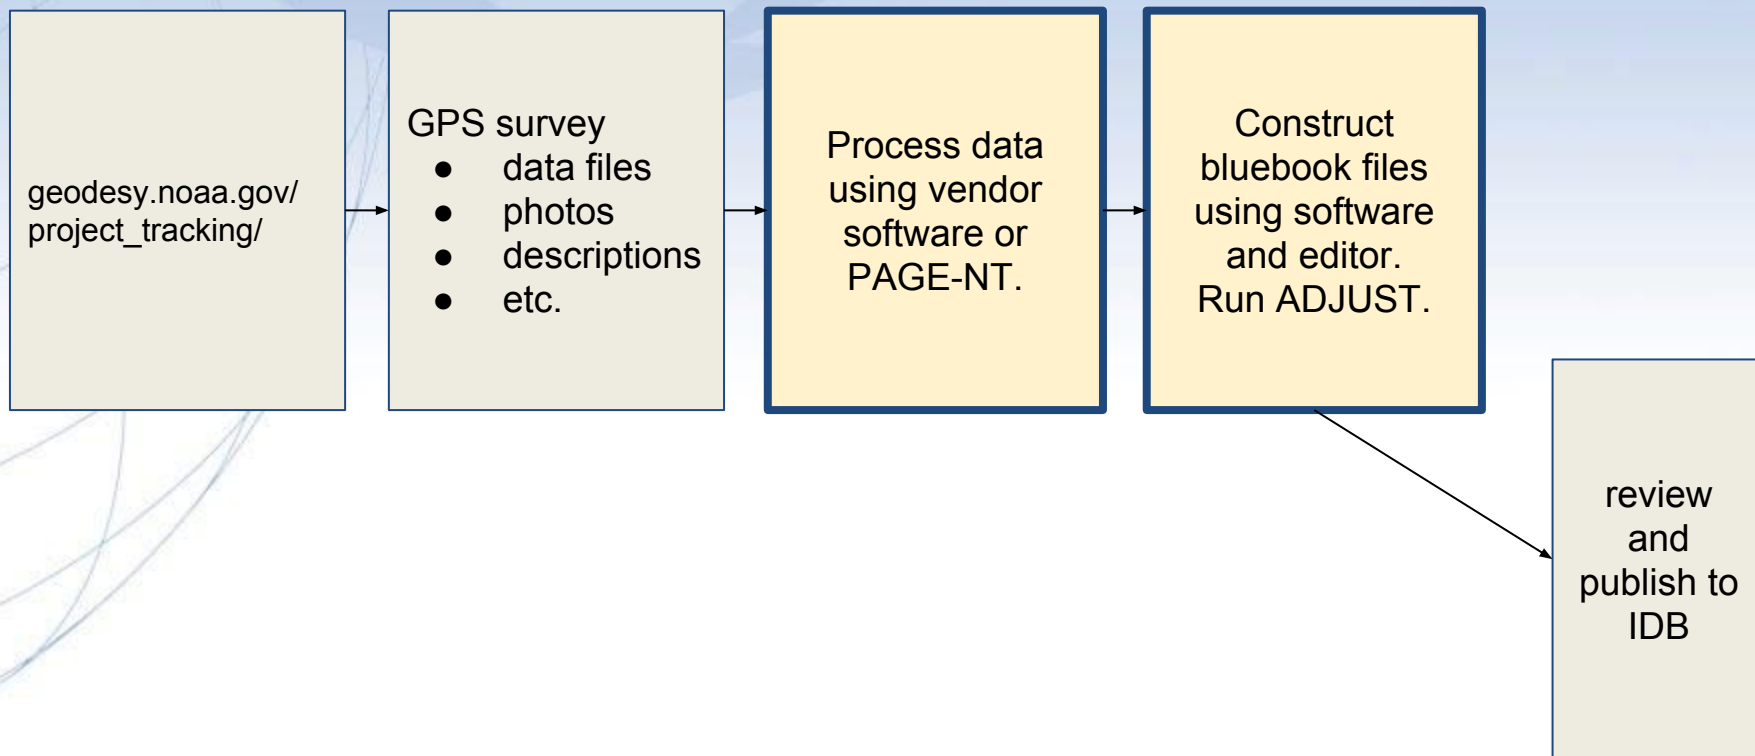 geodesy.noaa.gov/
project_tracking/
GPS survey
● data files
● photos
● descriptions
● etc.
Process data
using vendor
software or
PAGE-NT.
Construct
bluebook files
using software
and editor.
Run ADJUST.
review
and
publish to
IDB